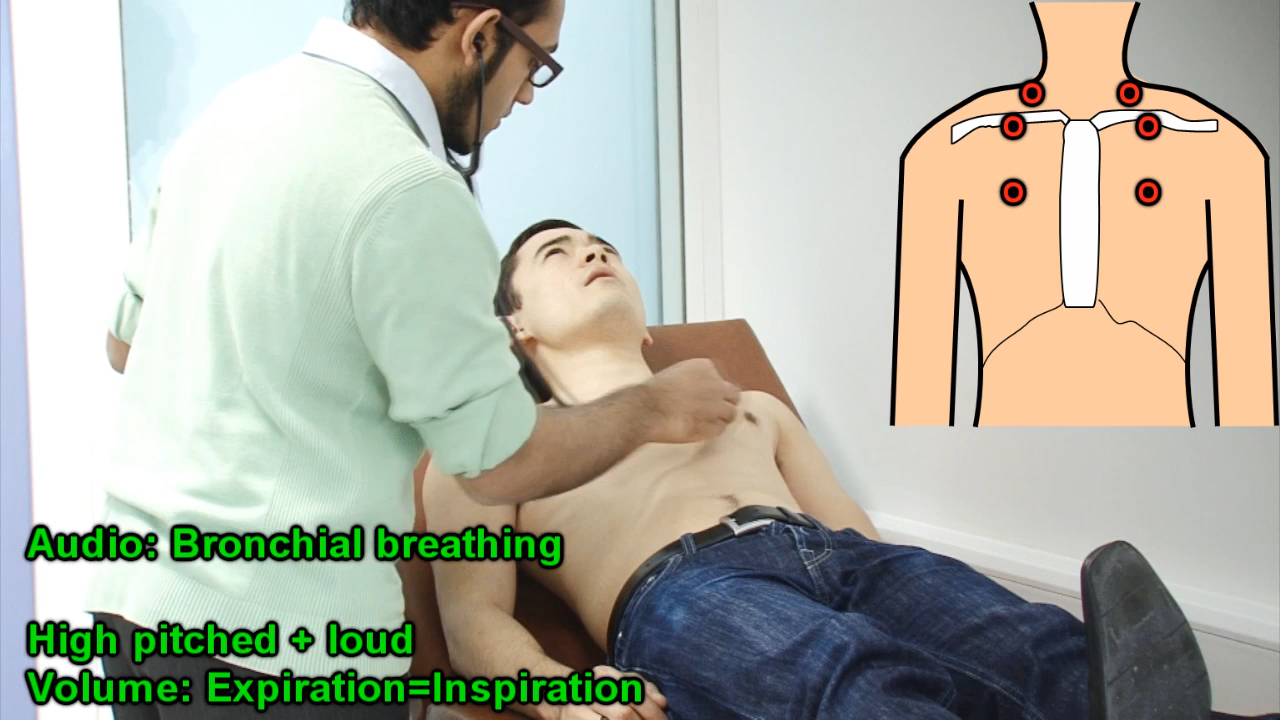 Audio: Bronchial breathing
High pitched + loud
Volume: Expiration=Inspiration